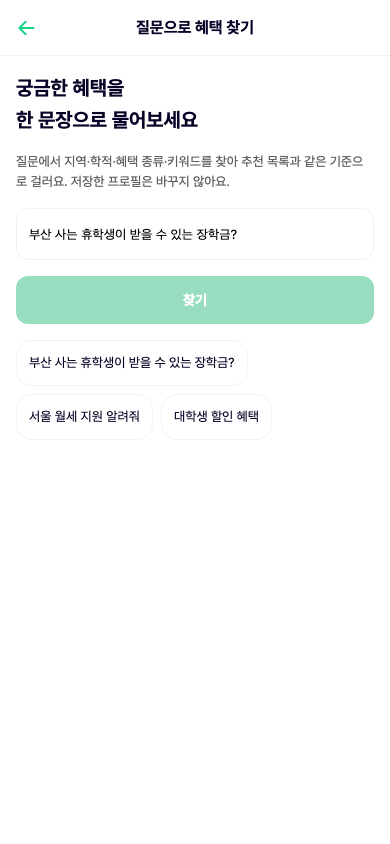 질문으로 혜택 찾기
궁금한 혜택을
한 문장으로 물어보세요
질문에서 지역·학적·혜택 종류·키워드를 찾아 추천 목록과 같은 기준으
로 걸러요. 저장한 프로필은 바꾸지 않아요.
부산 사는 휴학생이 받을 수 있는 장학금?
찾기
부산 사는 휴학생이 받을 수 있는 장학금?
서울 월세 지원 알려줘
대학생 할인 혜택